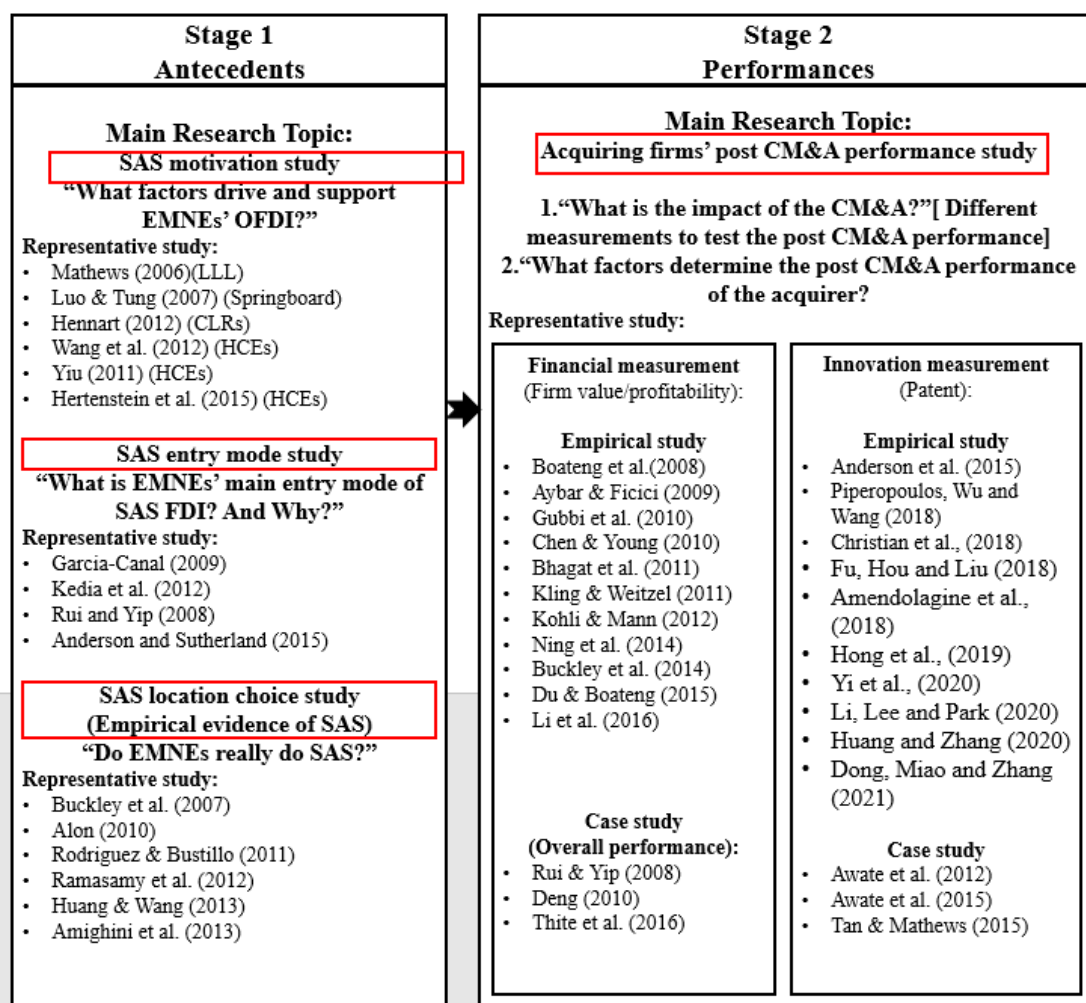 Stage 1
Antecedents
Main Research Topic:
SAS motivation study
“What factors drive and support
EMNEs’ OFDI?”
Representative study:
• Mathews (2006)(LLL)
• Luo & Tung (2007) (Springboard)
• Hennart (2012) (CLRs)
• Wang et al. (2012) (HCEs)
• Yiu (2011) (HCEs)
• Hertenstein et al. (2015) (HCEs)
SAS entry mode study
“What is EMNEs’ main entry mode of
SAS FDI? And Why?”
Representative study:
• Garcia-Canal (2009)
• Kedia et al. (2012)
• Rui and Yip (2008)
• Anderson and Sutherland (2015)
SAS location choice study
(Empirical evidence of SAS)
“Do EMNEs really do SAS?”
Representative study:
• Buckley et al. (2007)
• Alon (2010)
• Rodriguez & Bustillo (2011)
• Ramasamy et al. (2012)
• Huang & Wang (2013)
• Amighini et al. (2013)
Stage 2
Performances
Main Research Topic:
Acquiring firms’ post CM&A performance study
1.“What is the impact of the CM&A?”[ Different
measurements to test the post CM&A performance]
2.“What factors determine the post CM&A performance
of the acquirer?
Representative study:
Financial measurement
(Firm value/profitability):
Empirical study
• Boateng et al.(2008)
• Aybar & Ficici (2009)
• Gubbi et al. (2010)
• Chen & Young (2010)
• Bhagat et al. (2011)
• Kling & Weitzel (2011)
• Kohli & Mann (2012)
• Ning et al. (2014)
• Buckley et al. (2014)
• Du & Boateng (2015)
• Li et al. (2016)
Case study
(Overall performance):
• Rui & Yip (2008)
• Deng (2010)
• Thite et al. (2016)
Innovation measurement
(Patent):
Empirical study
• Anderson et al. (2015)
• Piperopoulos, Wu and
Wang (2018)
• Christian et al., (2018)
• Fu, Hou and Liu (2018)
• Amendolagine et al.,
(2018)
• Hong et al., (2019)
• Yi et al., (2020)
• Li, Lee and Park (2020)
• Huang and Zhang (2020)
• Dong, Miao and Zhang
(2021)
Case study
• Awate et al. (2012)
• Awate et al. (2015)
• Tan & Mathews (2015)